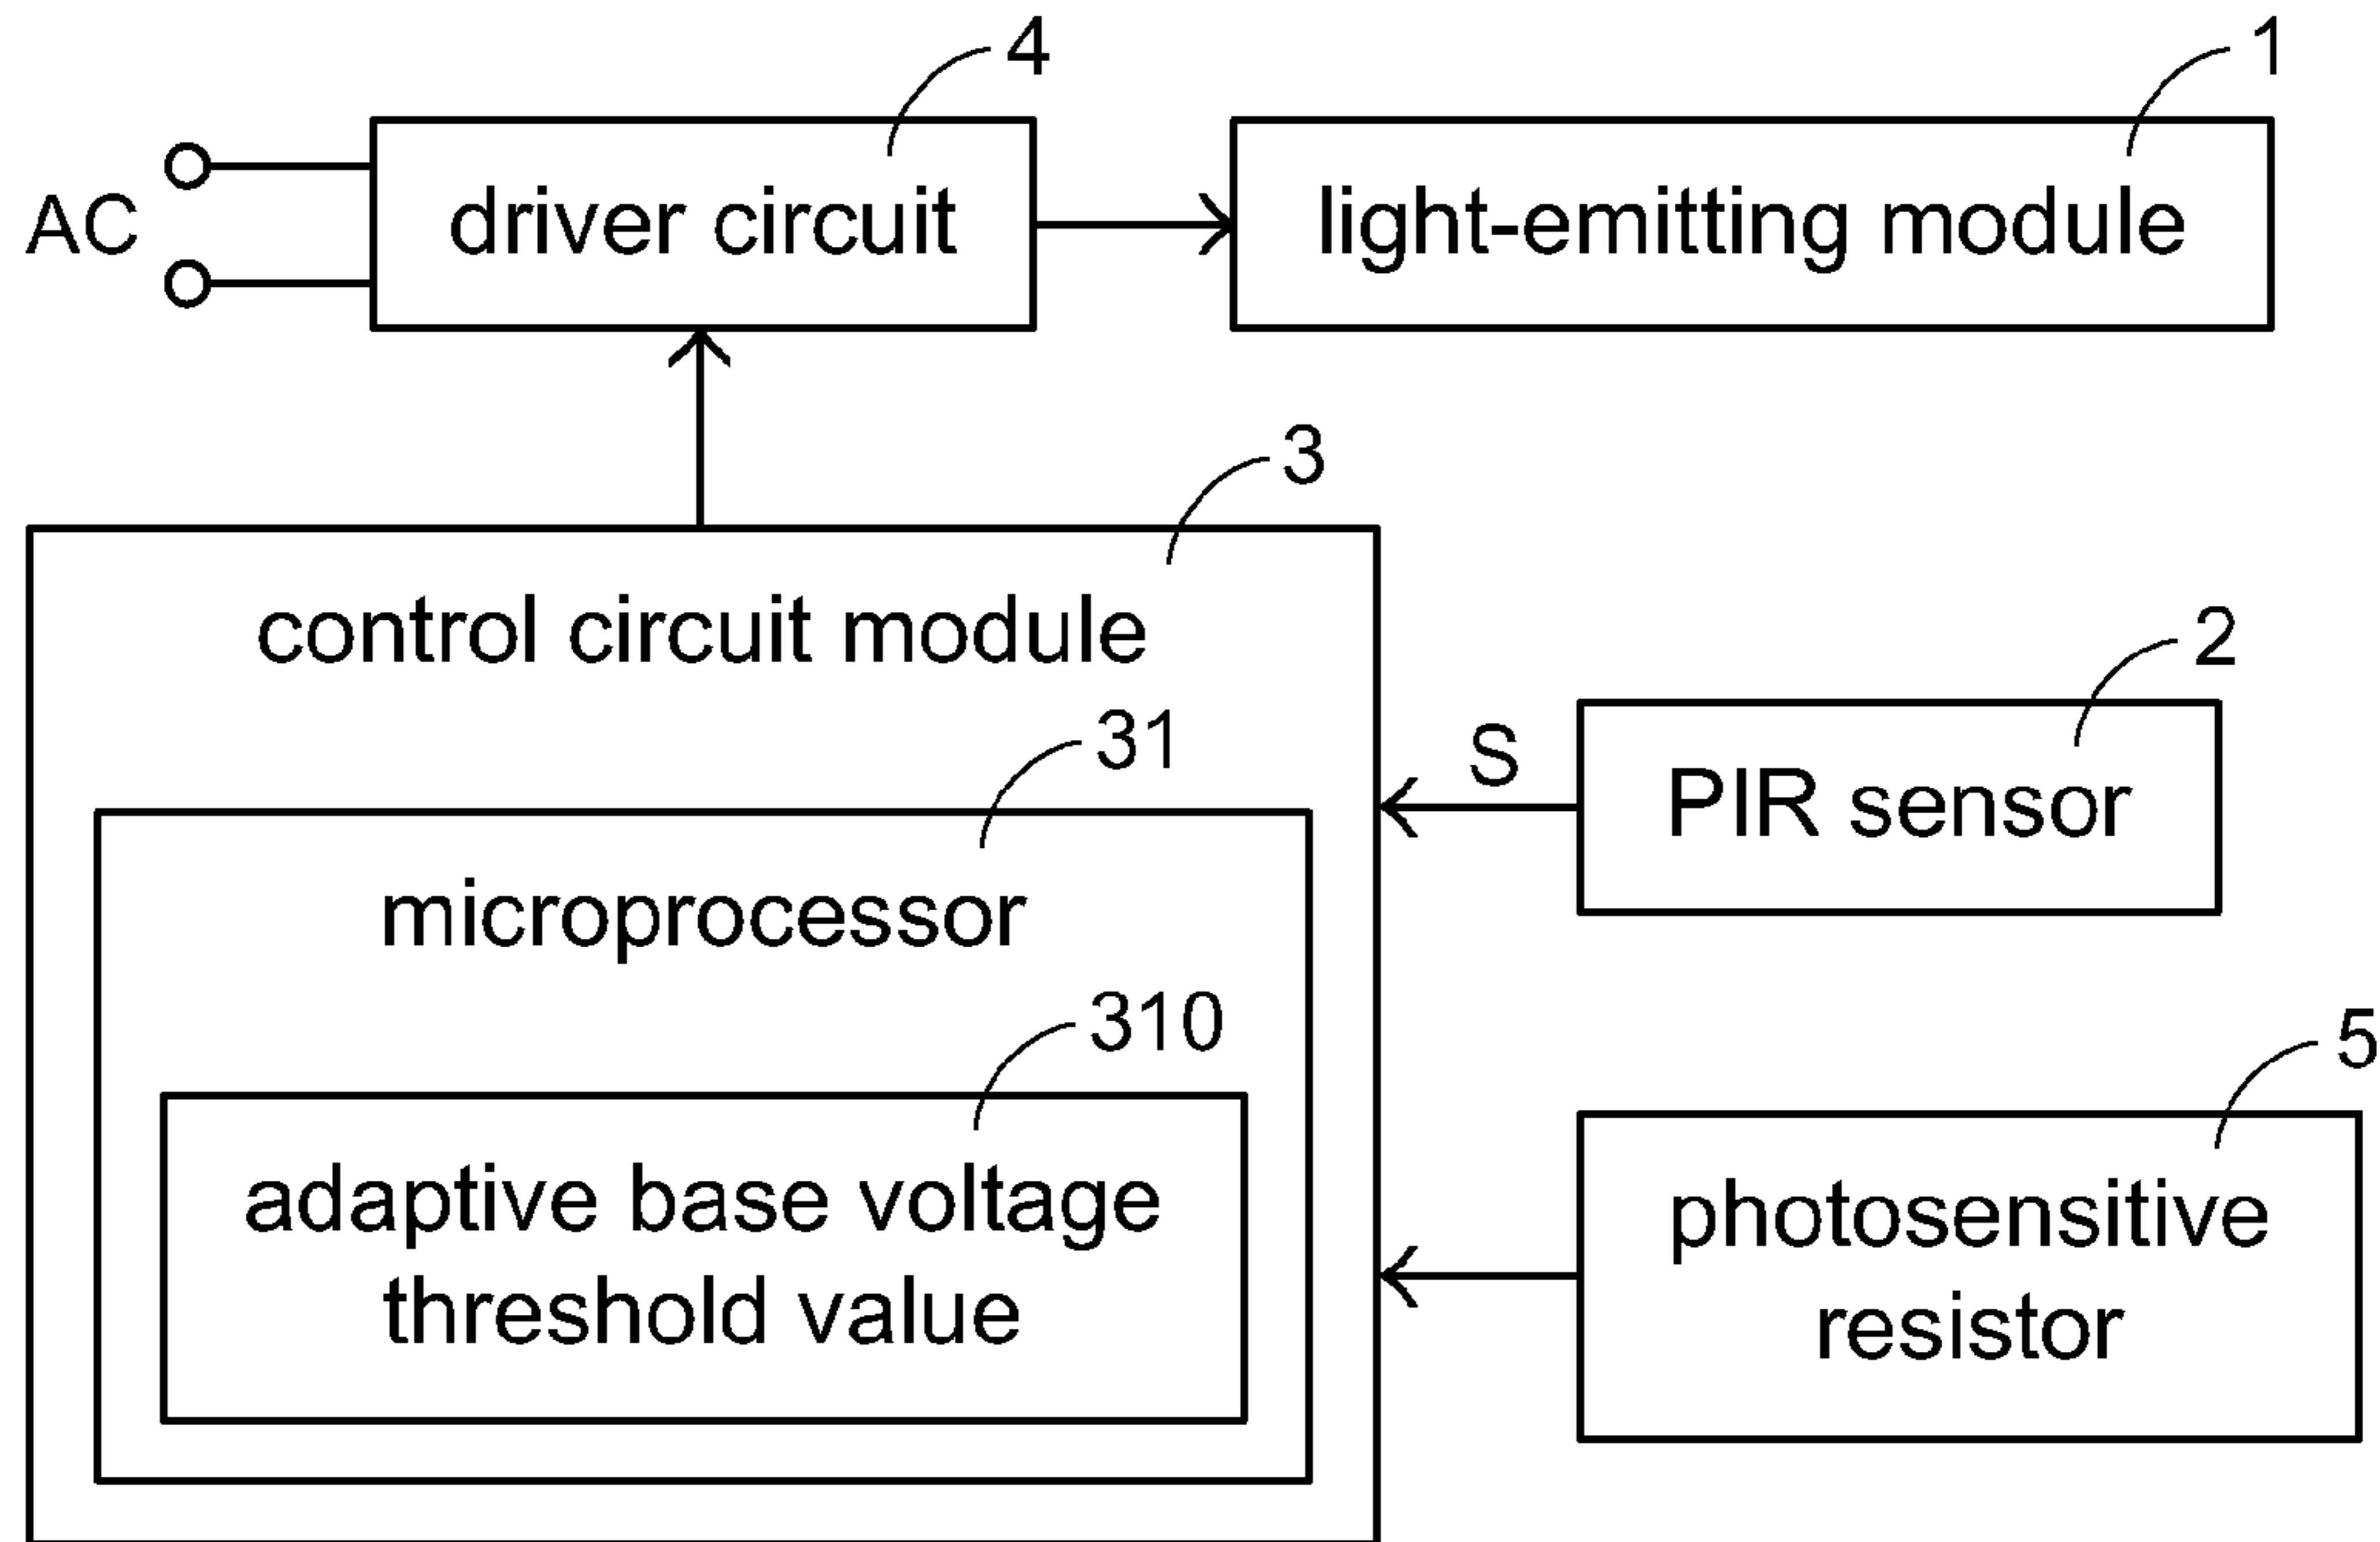 4
1
AC
driver circuit
light-emitting module
3
control circuit module
2
31
S
PIR sensor
microprocessor
310
5
adaptive base voltage
threshold value
photosensitive
resistor